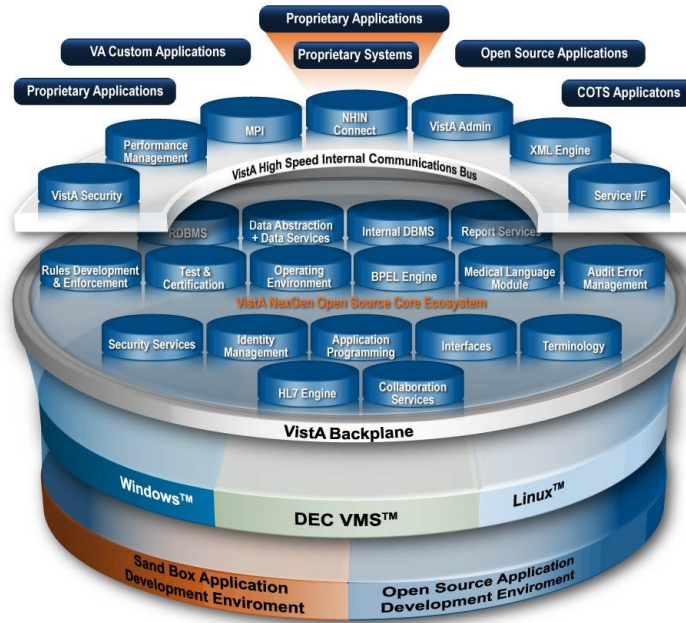 Proprietary Applications
VA Custom Applications
Proprietary Systems
Open Source Applications
Proprietary Applications
COTS Applicatons
NHIN
Connect
MPI
VistA Admin
Performance
Management
XML Engine
VistA High Speed Internal Communications Bus
VistA Security
Service I/F
RDBMS
Data Abstraction
+ Data Services
Internal DBMS
Report Services
Rules Development
& Enforcement
Test &
Certification
Operating
Environment
BPEL Engine
Medical Language
Module
Audit Error
Management
VistA NexGen Open Source Core Ecosystem
Security Services
Identity
Management
Application
Programming
Interfaces
Terminology
HL7 Engine
Collaboration
Services
VistA Backplane
Windows™
DEC VMS™
Linux™
Sand Box Application
Development Enviroment
Open Source Application
Development Enviroment